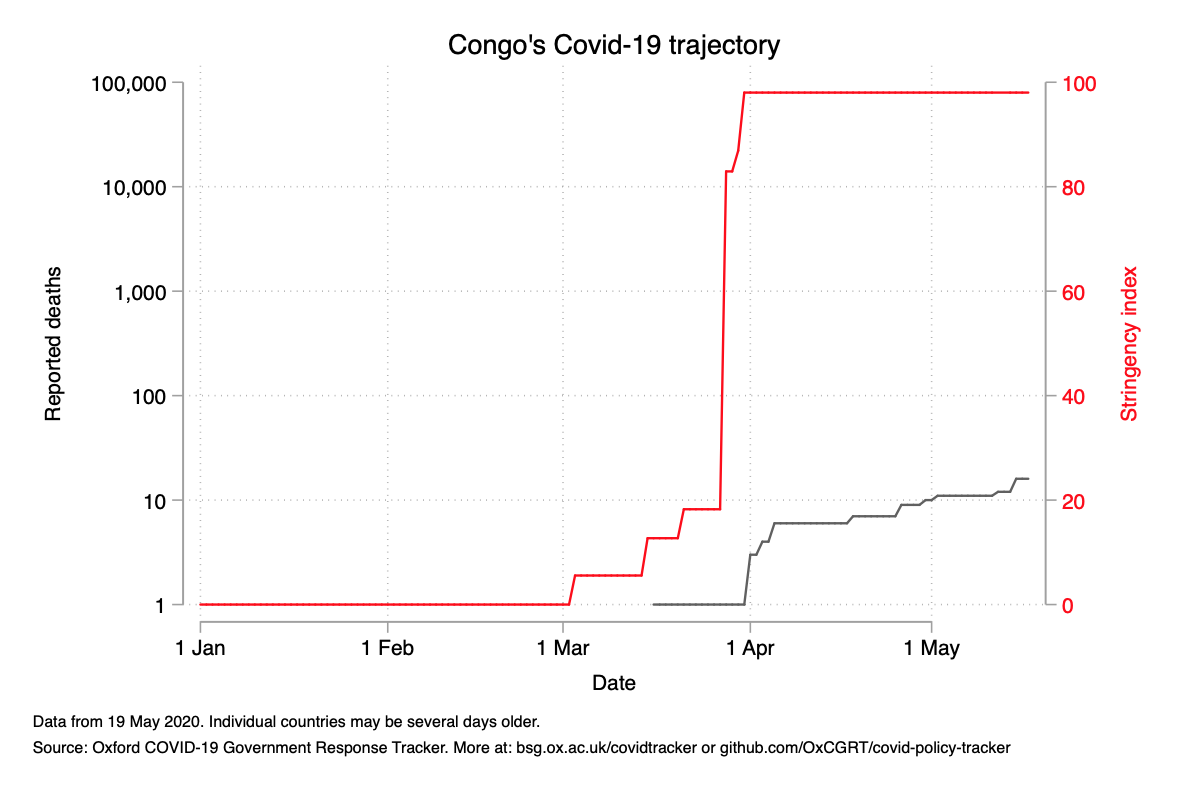 Congo's Covid-19 trajectory
100,000
10,000
1,000
100
10
1
Reported deaths
100
80
60
40
20
0
Stringency index
1 Jan
1 Feb
1 Mar
1 Apr
1 May
Date
Data from 19 May 2020. Individual countries may be several days older.
Source: Oxford COVID-19 Government Response Tracker. More at: bsg.ox.ac.uk/covidtracker or github.com/OxCGRT/covid-policy-tracker